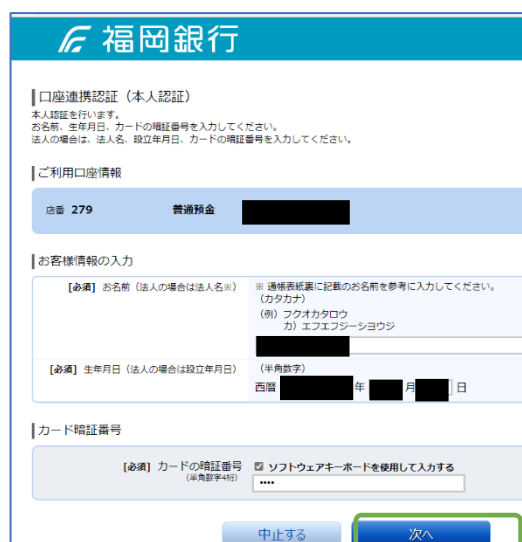 福岡銀行
口座連携認証（本人認証）
本人認証を行います。
お名前、生年月日、カードの暗証番号を入力してください。
法人の場合は、法人名、設立年月日、カードの暗証番号を入力してください。
ご利用口座情報
店番 279 普通預金
お客様情報の入力
[必須] お名前（法人の場合は法人名※）
※ 通帳表紙裏に記載のお名前を参考に入力してください。
（カタカナ）
（例）フクオカタロウ
カ）エフエフジーシヨウジ
[必須] 生年月日（法人の場合は設立年月日）
（半角数字）
西暦 年 月 日
カード暗証番号
[必須] カードの暗証番号
（半角数字4桁）
ソフトウェアキーボードを使用して入力する
••••
中止する 次へ